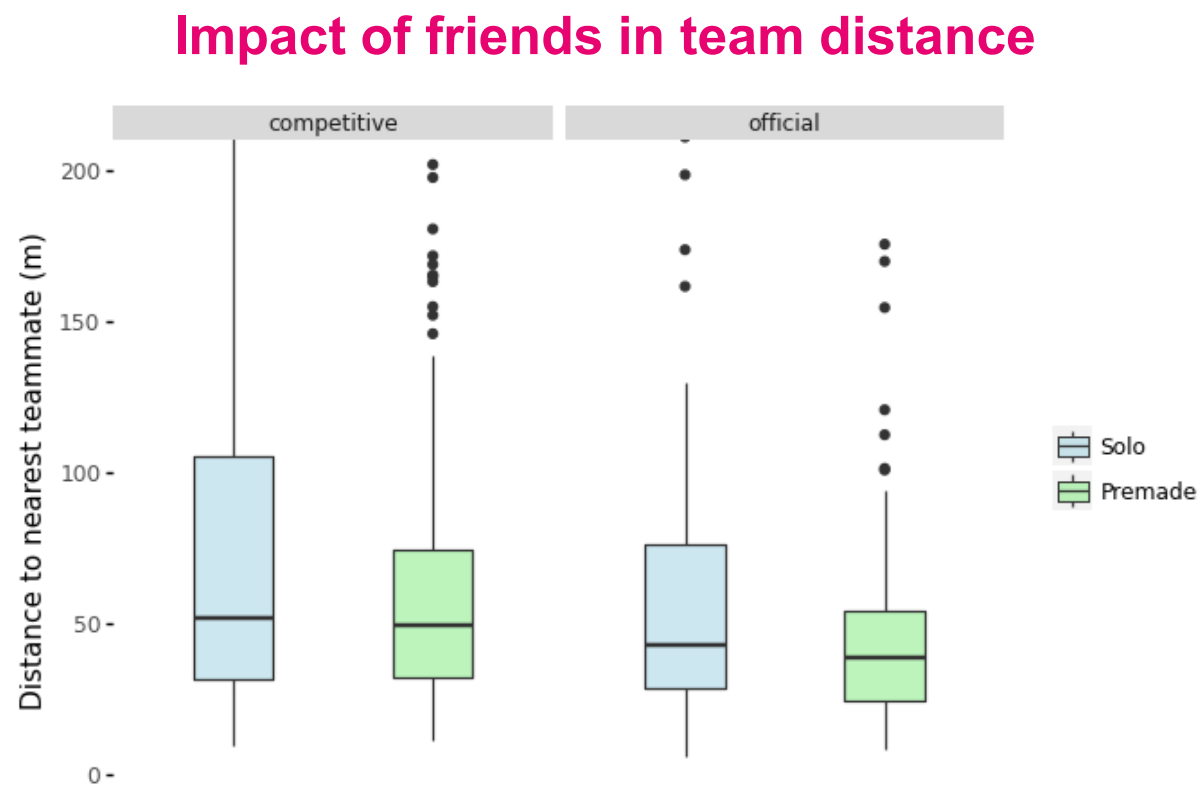 Impact of friends in team distance
competitive
official
Distance to nearest teammate (m)
200
150
100
50
0
Solo
Premade